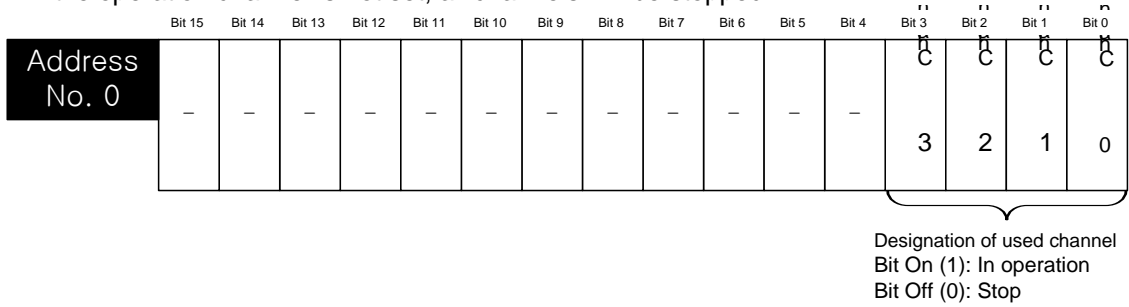 Bit 15 Bit 14 Bit 13 Bit 12 Bit 11 Bit 10 Bit 9 Bit 8 Bit 7 Bit 6 Bit 5 Bit 4 Bit 3 Bit 2 Bit 1 Bit 0
Address
No. 0
– – – – – – – – – – – –
C C C C
3 2 1 0
Designation of used channel
Bit On (1): In operation
Bit Off (0): Stop